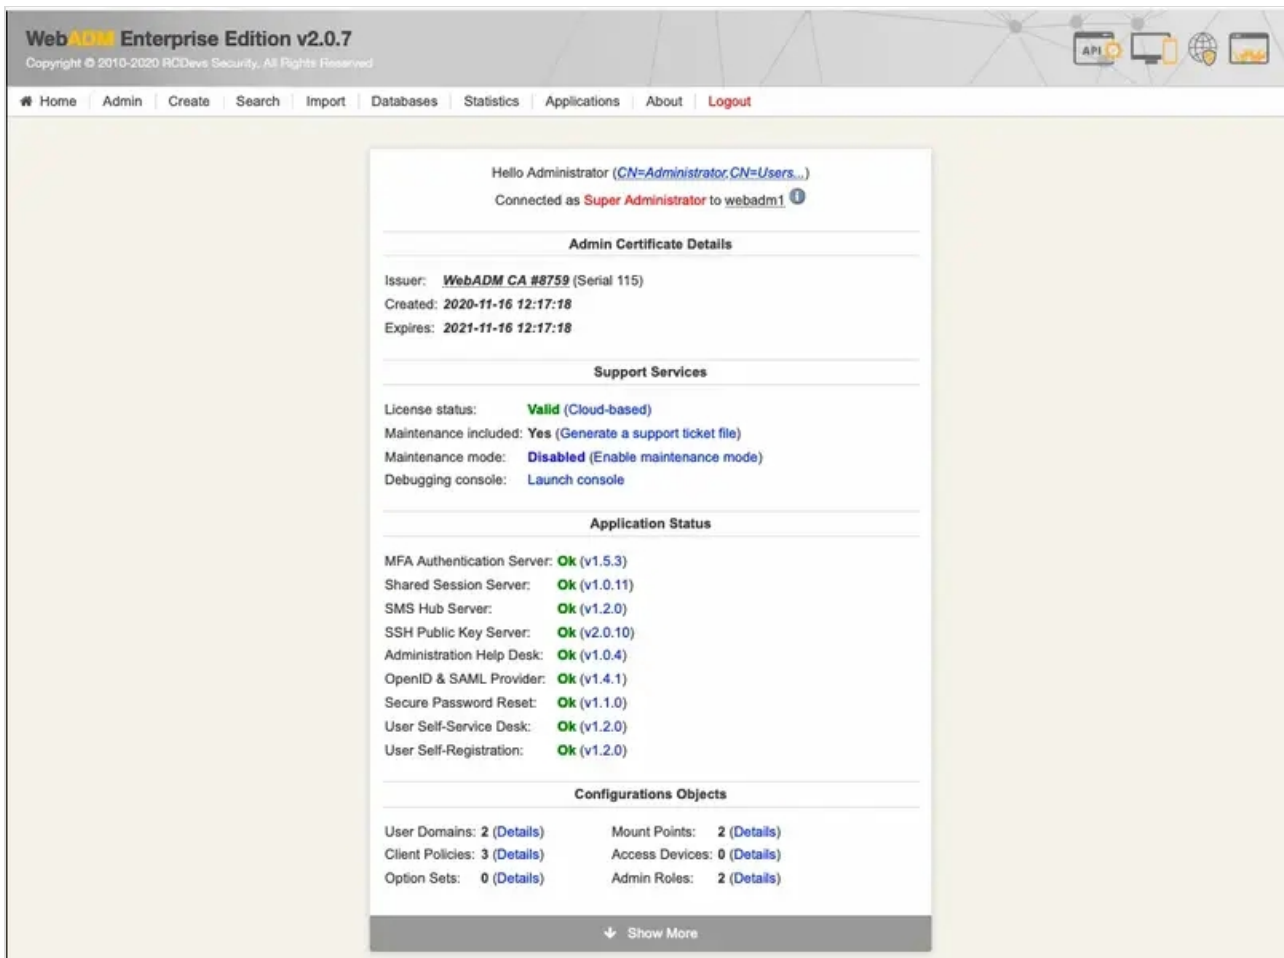 WebADM Enterprise Edition v2.0.7
Copyright © 2010-2020 RCDevs Security, All Rights Reserved
API
Home Admin Create Search Import Databases Statistics Applications About Logout
Hello Administrator (CN=Administrator,CN=Users...)
Connected as Super Administrator to webadm1
Admin Certificate Details
Issuer: WebADM CA #8759 (Serial 115)
Created: 2020-11-16 12:17:18
Expires: 2021-11-16 12:17:18
Support Services
License status: Valid (Cloud-based)
Maintenance included: Yes (Generate a support ticket file)
Maintenance mode: Disabled (Enable maintenance mode)
Debugging console: Launch console
Application Status
MFA Authentication Server: Ok (v1.5.3)
Shared Session Server: Ok (v1.0.11)
SMS Hub Server: Ok (v1.2.0)
SSH Public Key Server: Ok (v2.0.10)
Administration Help Desk: Ok (v1.0.4)
OpenID & SAML Provider: Ok (v1.4.1)
Secure Password Reset: Ok (v1.1.0)
User Self-Service Desk: Ok (v1.2.0)
User Self-Registration: Ok (v1.2.0)
Configurations Objects
User Domains: 2 (Details) Mount Points: 2 (Details)
Client Policies: 3 (Details) Access Devices: 0 (Details)
Option Sets: 0 (Details) Admin Roles: 2 (Details)
Show More